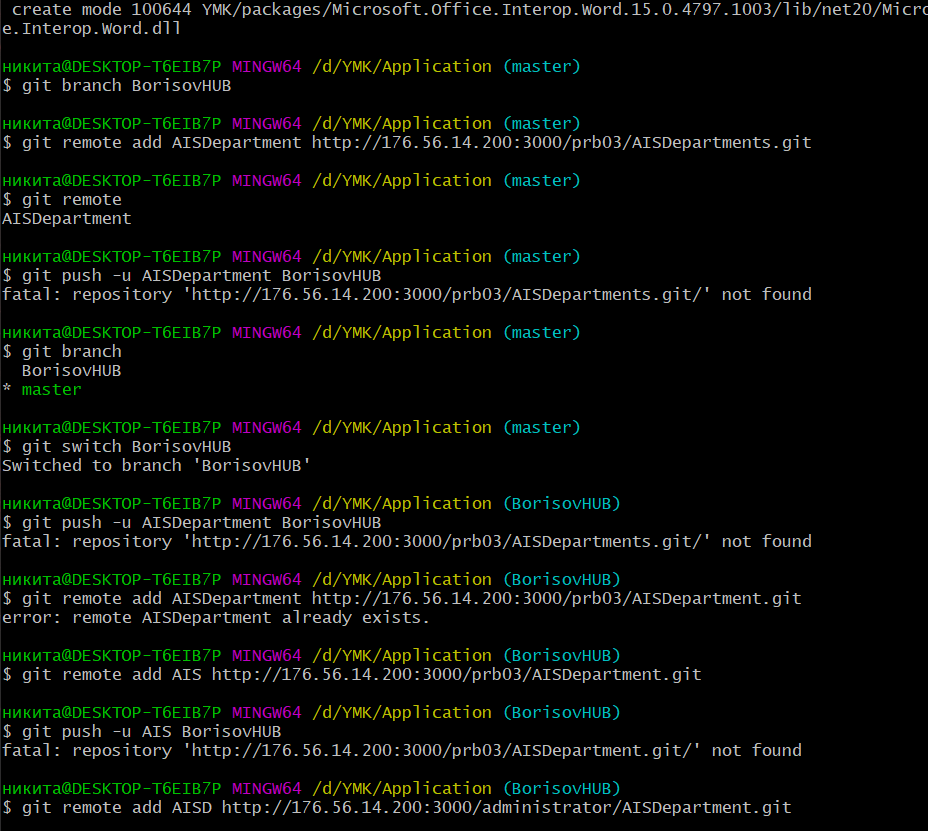 create mode 100644 YMK/packages/Microsoft.Office.Interop.Word.15.0.4797.1003/lib/net20/Micro
e.Interop.Word.dll
никита@DESKTOP-T6EIB7P MINGW64 /d/YMK/Application (master)
$ git branch BorisovHUB
никита@DESKTOP-T6EIB7P MINGW64 /d/YMK/Application (master)
$ git remote add AISDepartment http://176.56.14.200:3000/prb03/AISDepartments.git
никита@DESKTOP-T6EIB7P MINGW64 /d/YMK/Application (master)
$ git remote
AISDepartment
никита@DESKTOP-T6EIB7P MINGW64 /d/YMK/Application (master)
$ git push -u AISDepartment BorisovHUB
fatal: repository 'http://176.56.14.200:3000/prb03/AISDepartments.git/' not found
никита@DESKTOP-T6EIB7P MINGW64 /d/YMK/Application (master)
$ git branch
BorisovHUB
* master
никита@DESKTOP-T6EIB7P MINGW64 /d/YMK/Application (master)
$ git switch BorisovHUB
Switched to branch 'BorisovHUB'
никита@DESKTOP-T6EIB7P MINGW64 /d/YMK/Application (BorisovHUB)
$ git push -u AISDepartment BorisovHUB
fatal: repository 'http://176.56.14.200:3000/prb03/AISDepartments.git/' not found
никита@DESKTOP-T6EIB7P MINGW64 /d/YMK/Application (BorisovHUB)
$ git remote add AISDepartment http://176.56.14.200:3000/prb03/AISDepartment.git
error: remote AISDepartment already exists.
никита@DESKTOP-T6EIB7P MINGW64 /d/YMK/Application (BorisovHUB)
$ git remote add AIS http://176.56.14.200:3000/prb03/AISDepartment.git
никита@DESKTOP-T6EIB7P MINGW64 /d/YMK/Application (BorisovHUB)
$ git push -u AIS BorisovHUB
fatal: repository 'http://176.56.14.200:3000/prb03/AISDepartment.git/' not found
никита@DESKTOP-T6EIB7P MINGW64 /d/YMK/Application (BorisovHUB)
$ git remote add AISD http://176.56.14.200:3000/administrator/AISDepartment.git